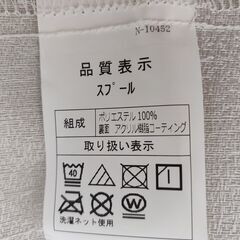 N-10452
品質表示
スプール
組成
ポリエステル100%
裏面 アクリル樹脂コーティング
取り扱い表示
40
洗濯ネット使用
W